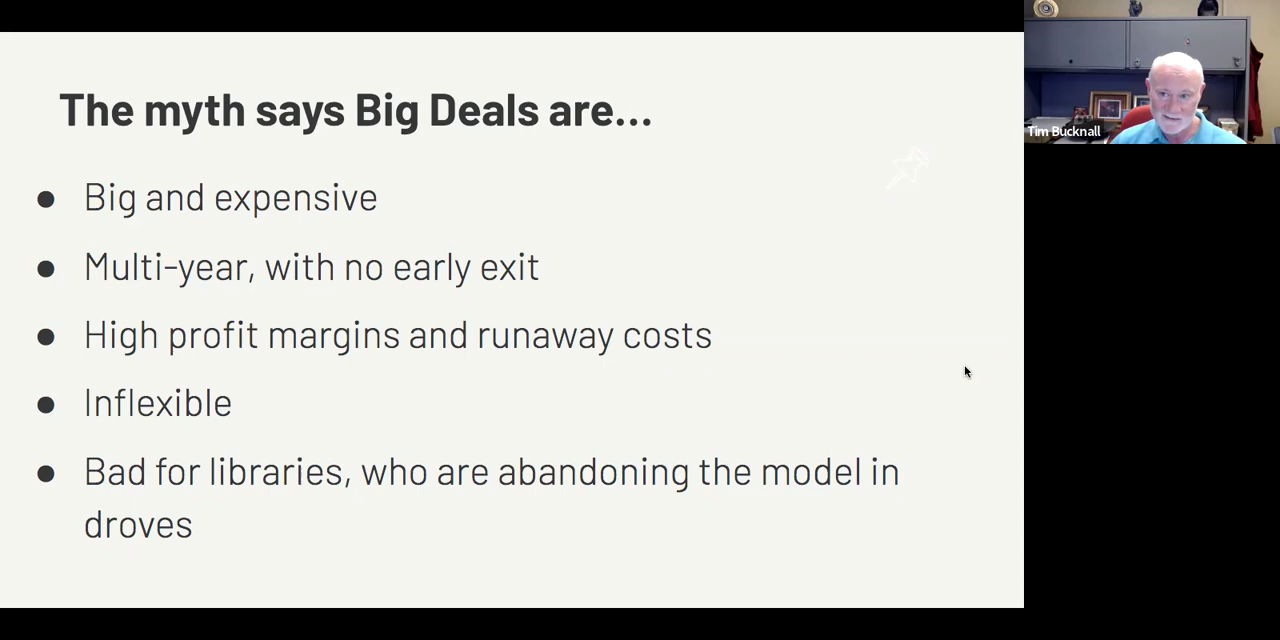 The myth says Big Deals are...
● Big and expensive
● Multi-year, with no early exit
● High profit margins and runaway costs
● Inflexible
● Bad for libraries, who are abandoning the model in
droves
Tim Bucknall